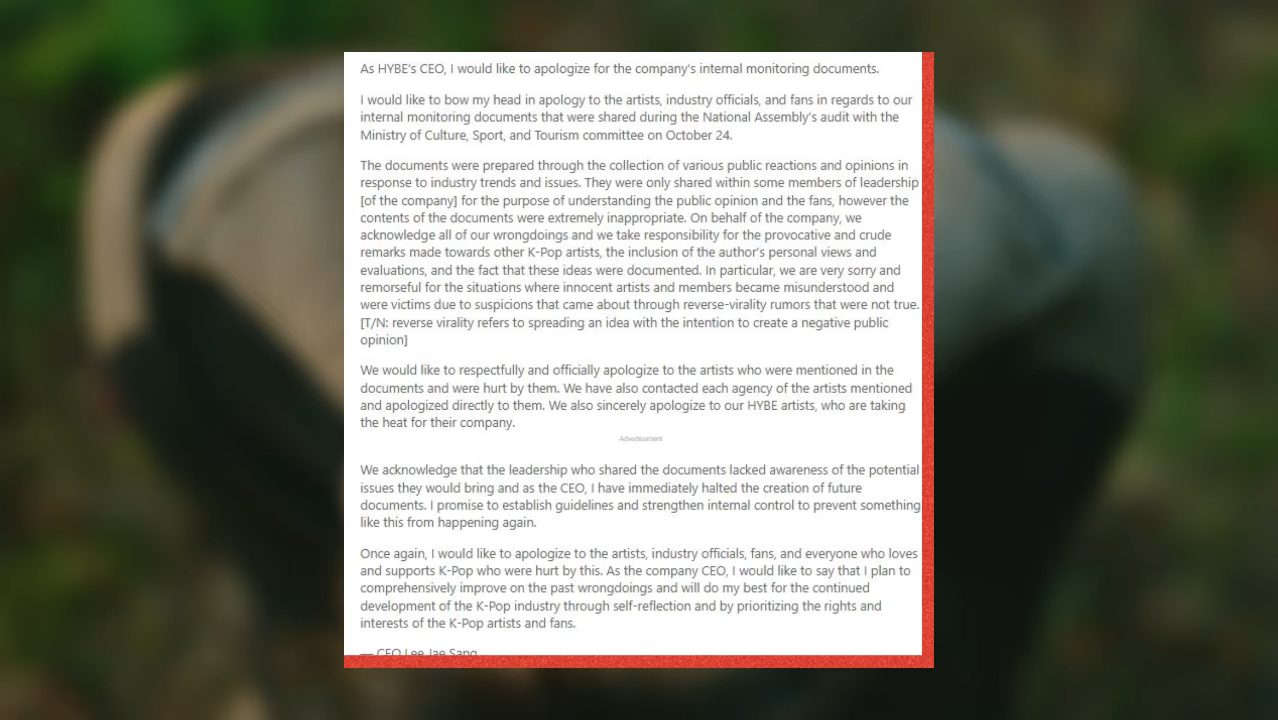 As HYBE's CEO, I would like to apologize for the company's internal monitoring documents.
I would like to bow my head in apology to the artists, industry officials, and fans in regards to our
internal monitoring documents that were shared during the National Assembly's audit with the
Ministry of Culture, Sport, and Tourism committee on October 24.
The documents were prepared through the collection of various public reactions and opinions in
response to industry trends and issues. They were only shared within some members of leadership
[of the company] for the purpose of understanding the public opinion and the fans, however the
contents of the documents were extremely inappropriate. On behalf of the company, we
acknowledge all of our wrongdoings and we take responsibility for the provocative and crude
remarks made towards other K-Pop artists, the inclusion of the author's personal views and
evaluations, and the fact that these ideas were documented. In particular, we are very sorry and
remorseful for the situations where innocent artists and members became misunderstood and
were victims due to suspicions that came about through reverse-virality rumors that were not true.
[T/N: reverse virality refers to spreading an idea with the intention to create a negative public
opinion]
We would like to respectfully and officially apologize to the artists who were mentioned in the
documents and were hurt by them. We have also contacted each agency of the artists mentioned
and apologized directly to them. We also sincerely apologize to our HYBE artists, who are taking
the heat for their company.
Advertisement
We acknowledge that the leadership who shared the documents lacked awareness of the potential
issues they would bring and as the CEO, I have immediately halted the creation of future
documents. I promise to establish guidelines and strengthen internal control to prevent something
like this from happening again.
Once again, I would like to apologize to the artists, industry officials, fans, and everyone who loves
and supports K-Pop who were hurt by this. As the company CEO, I would like to say that I plan to
comprehensively improve on the past wrongdoings and will do my best for the continued
development of the K-Pop industry through self-reflection and by prioritizing the rights and
interests of the K-Pop artists and fans.
— CEO Lee Jae Sang